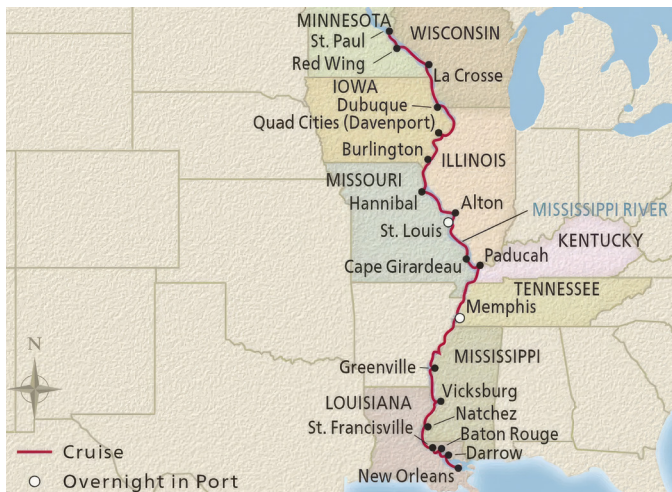 MINNESOTA
St. Paul
WISCONSIN
Red Wing
La Crosse
IOWA
Dubuque
Quad Cities (Davenport)
Burlington
ILLINOIS
MISSOURI
Hannibal
Alton
MISSISSIPPI RIVER
St. Louis
KENTUCKY
Cape Girardeau
Paducah
TENNESSEE
Memphis
N
MISSISSIPPI
Greenville
Vicksburg
LOUISIANA
Natchez
St. Francisville
Baton Rouge
Darrow
New Orleans
Cruise
Overnight in Port